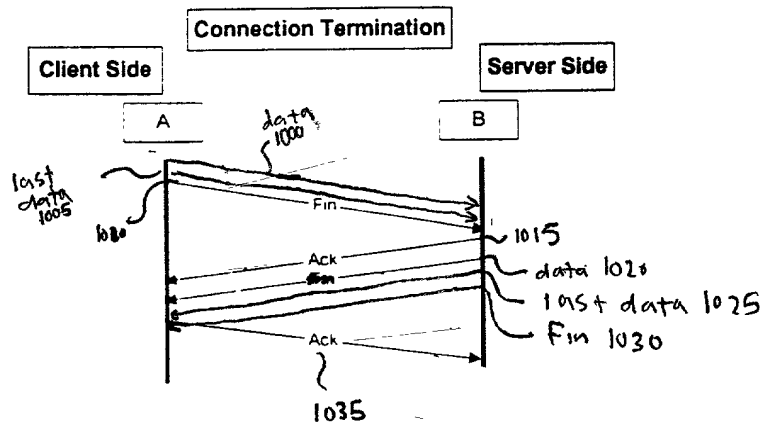 Connection Termination
Client Side
Server Side
A
B
data
1000
last
data
1005
Fin
1080
1015
Ack
data 1020
last data 1025
Fin 1030
Ack
1035